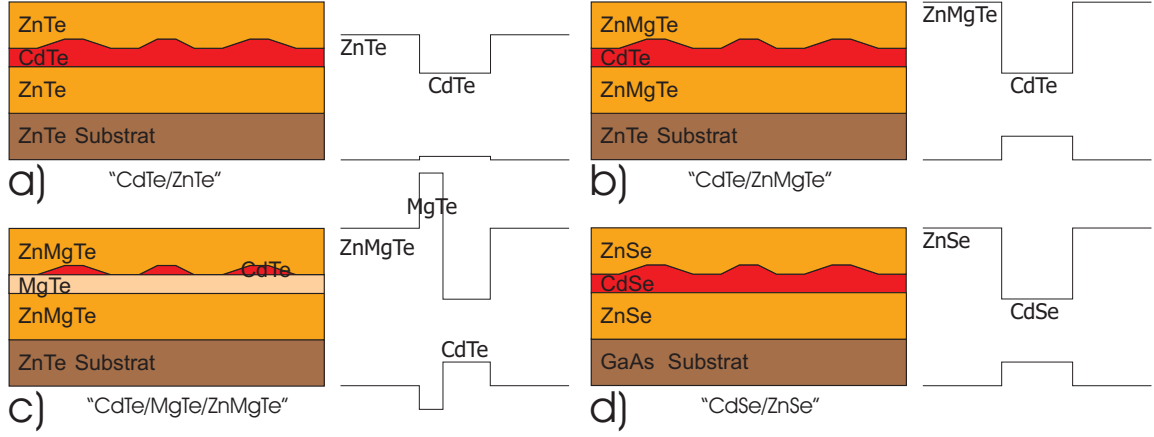 ZnTe
CdTe
ZnTe
ZnTe Substrat
ZnTe
CdTe
a)
"CdTe/ZnTe"
ZnMgTe
CdTe
ZnMgTe
ZnTe Substrat
ZnMgTe
CdTe
b)
"CdTe/ZnMgTe"
ZnMgTe
CdTe
MgTe
ZnMgTe
ZnTe Substrat
MgTe
ZnMgTe
CdTe
c)
"CdTe/MgTe/ZnMgTe"
ZnSe
CdSe
ZnSe
GaAs Substrat
ZnSe
CdSe
d)
"CdSe/ZnSe"